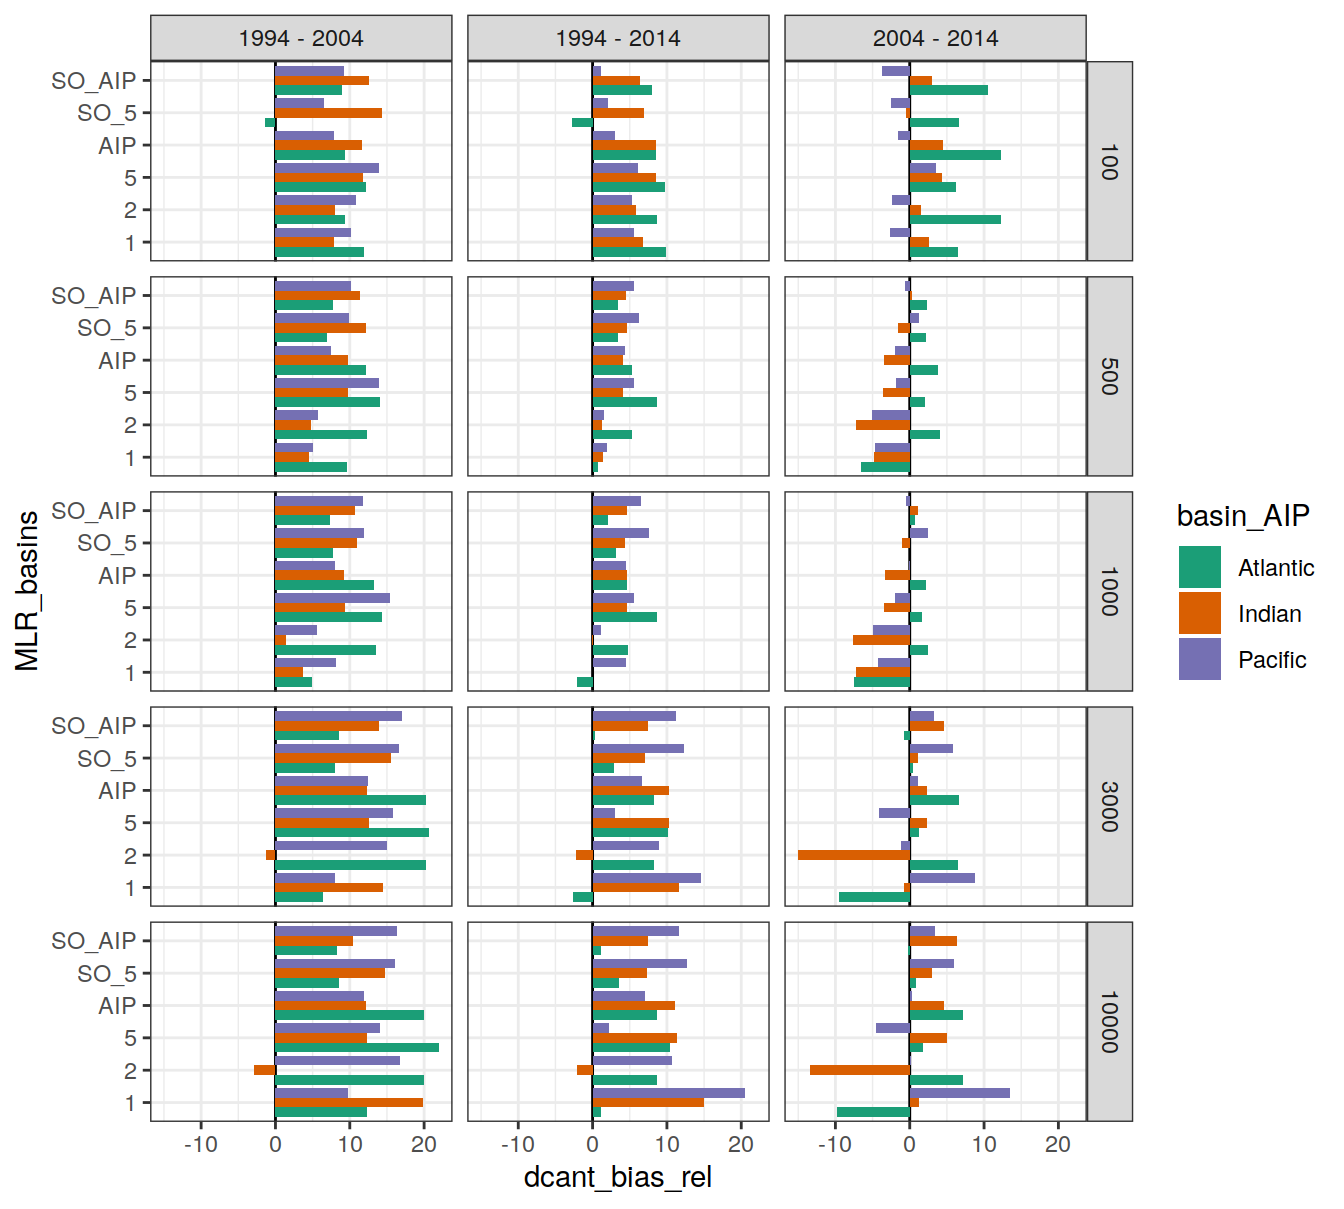 1994 - 2004
1994 - 2014
2004 - 2014
SO_AIP
SO_5
AIP
5
2
1
100
SO_AIP
SO_5
AIP
5
2
1
500
SO_AIP
SO_5
AIP
5
2
1
1000
SO_AIP
SO_5
AIP
5
2
1
3000
SO_AIP
SO_5
AIP
5
2
1
10000
-10 0 10 20
-10 0 10 20
-10 0 10 20
dcant_bias_rel
MLR_basins
basin_AIP
Atlantic
Indian
Pacific